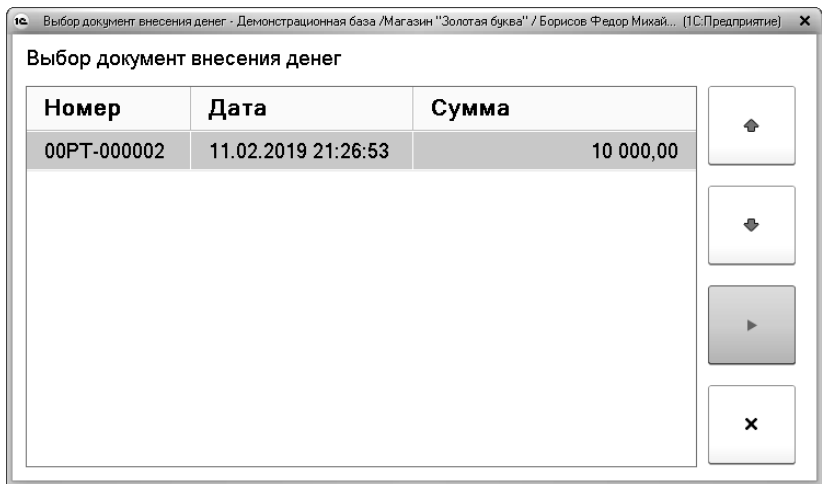 1С Выбор документ внесения денег - Демонстрационная база /Магазин "Золотая буква" / Борисов Федор Михай... (1С:Предприятие)
Выбор документ внесения денег
Номер Дата Сумма
00РТ-000002 11.02.2019 21:26:53 10 000,00